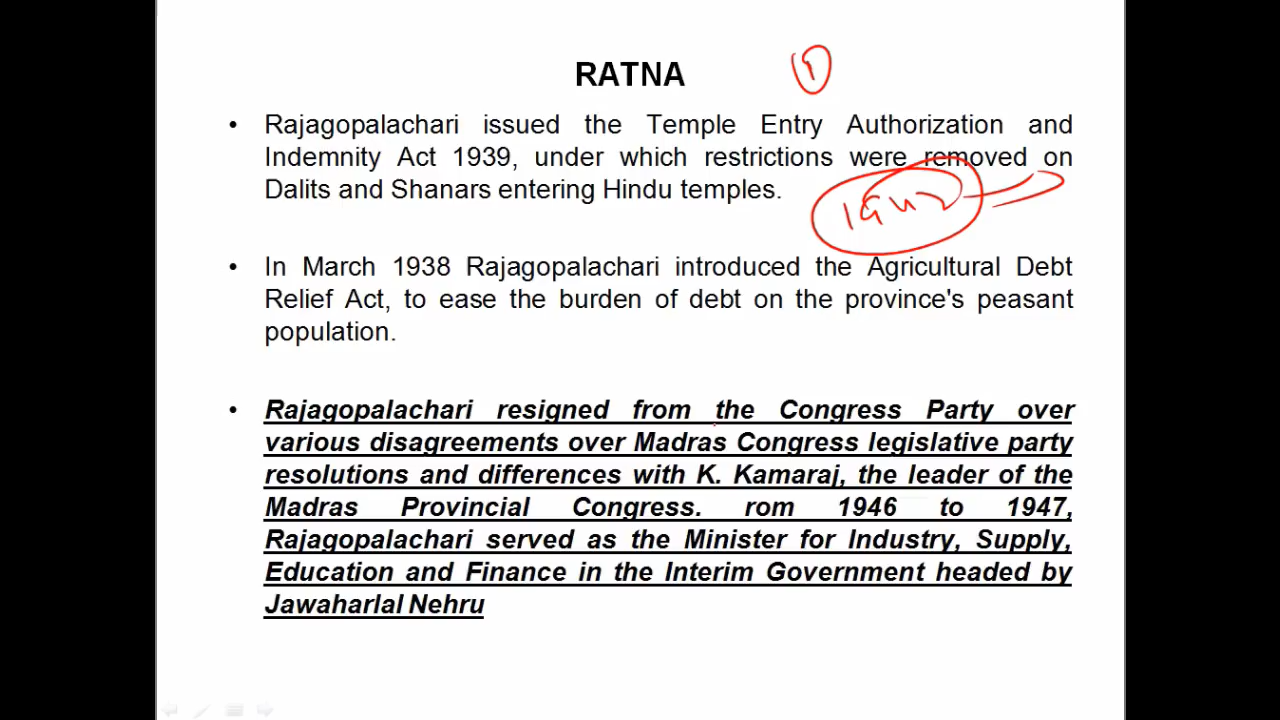 RATNA
1
• Rajagopalachari issued the Temple Entry Authorization and
Indemnity Act 1939, under which restrictions were removed on
Dalits and Shanars entering Hindu temples.
1942
• In March 1938 Rajagopalachari introduced the Agricultural Debt
Relief Act, to ease the burden of debt on the province's peasant
population.
• Rajagopalachari resigned from the Congress Party over
various disagreements over Madras Congress legislative party
resolutions and differences with K. Kamaraj, the leader of the
Madras Provincial Congress. rom 1946 to 1947,
Rajagopalachari served as the Minister for Industry, Supply,
Education and Finance in the Interim Government headed by
Jawaharlal Nehru